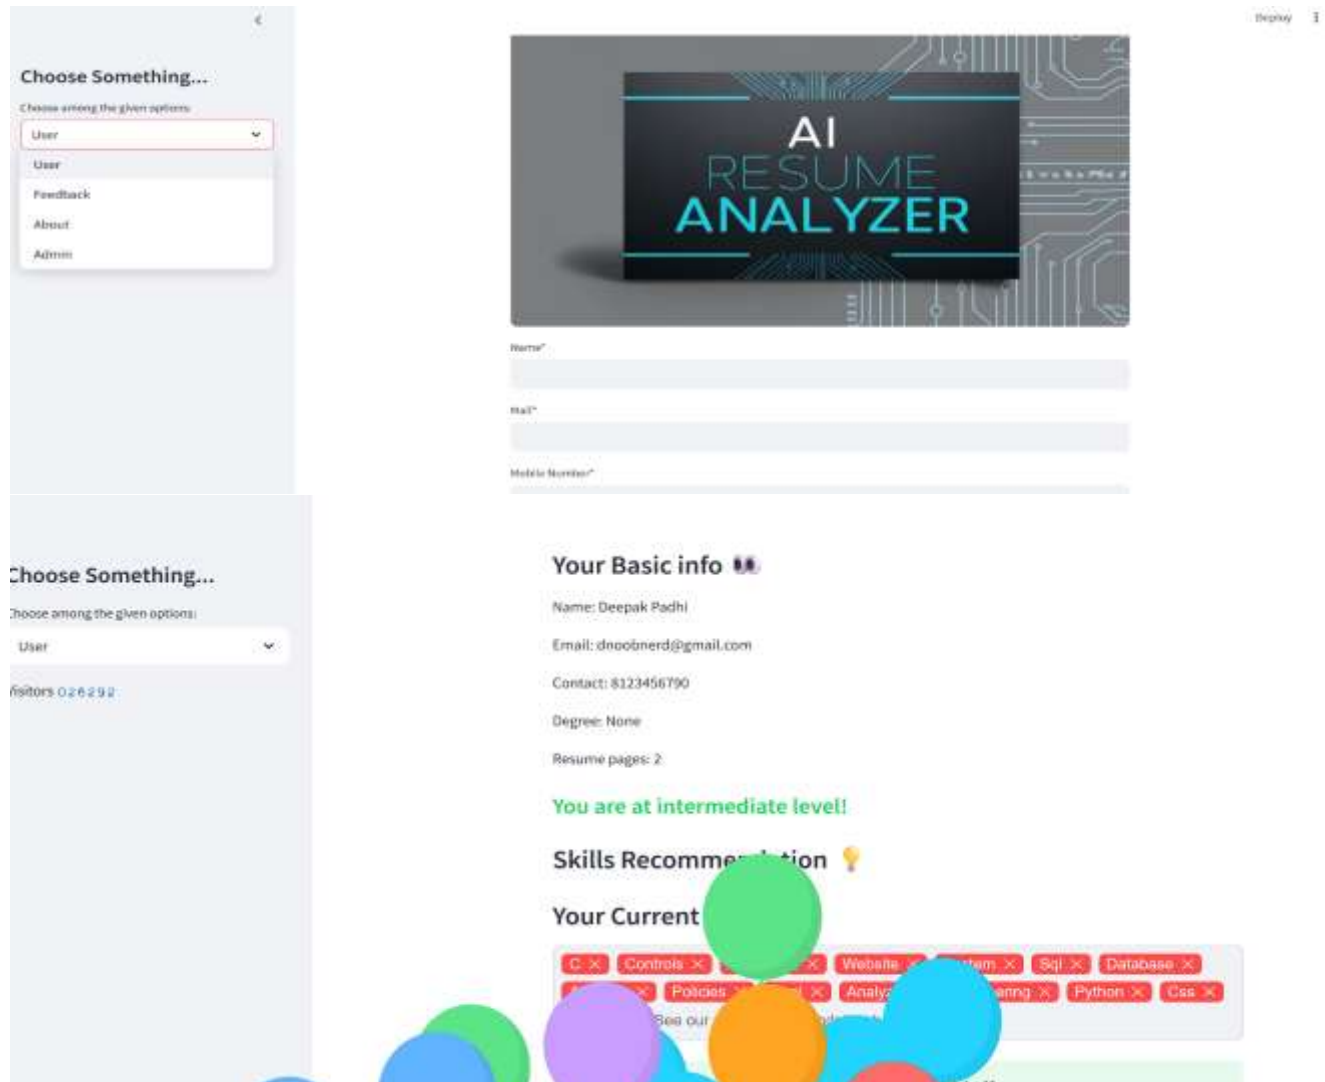 Deploy
Choose Something...
Choose among the given options:
User
User
Feedback
About
Admin
AI
RESUME
ANALYZER
Name*
Mail*
Mobile Number*
Choose Something...
Choose among the given options:
User
Visitors 026292
Your Basic info
Name: Deepak Padhi
Email: dnoobnerd@gmail.com
Contact: 8123456790
Degree: None
Resume pages: 2
You are at intermediate level!
Skills Recommendation
Your Current
C Controls Website Sql Database
Policies Python Css
See our